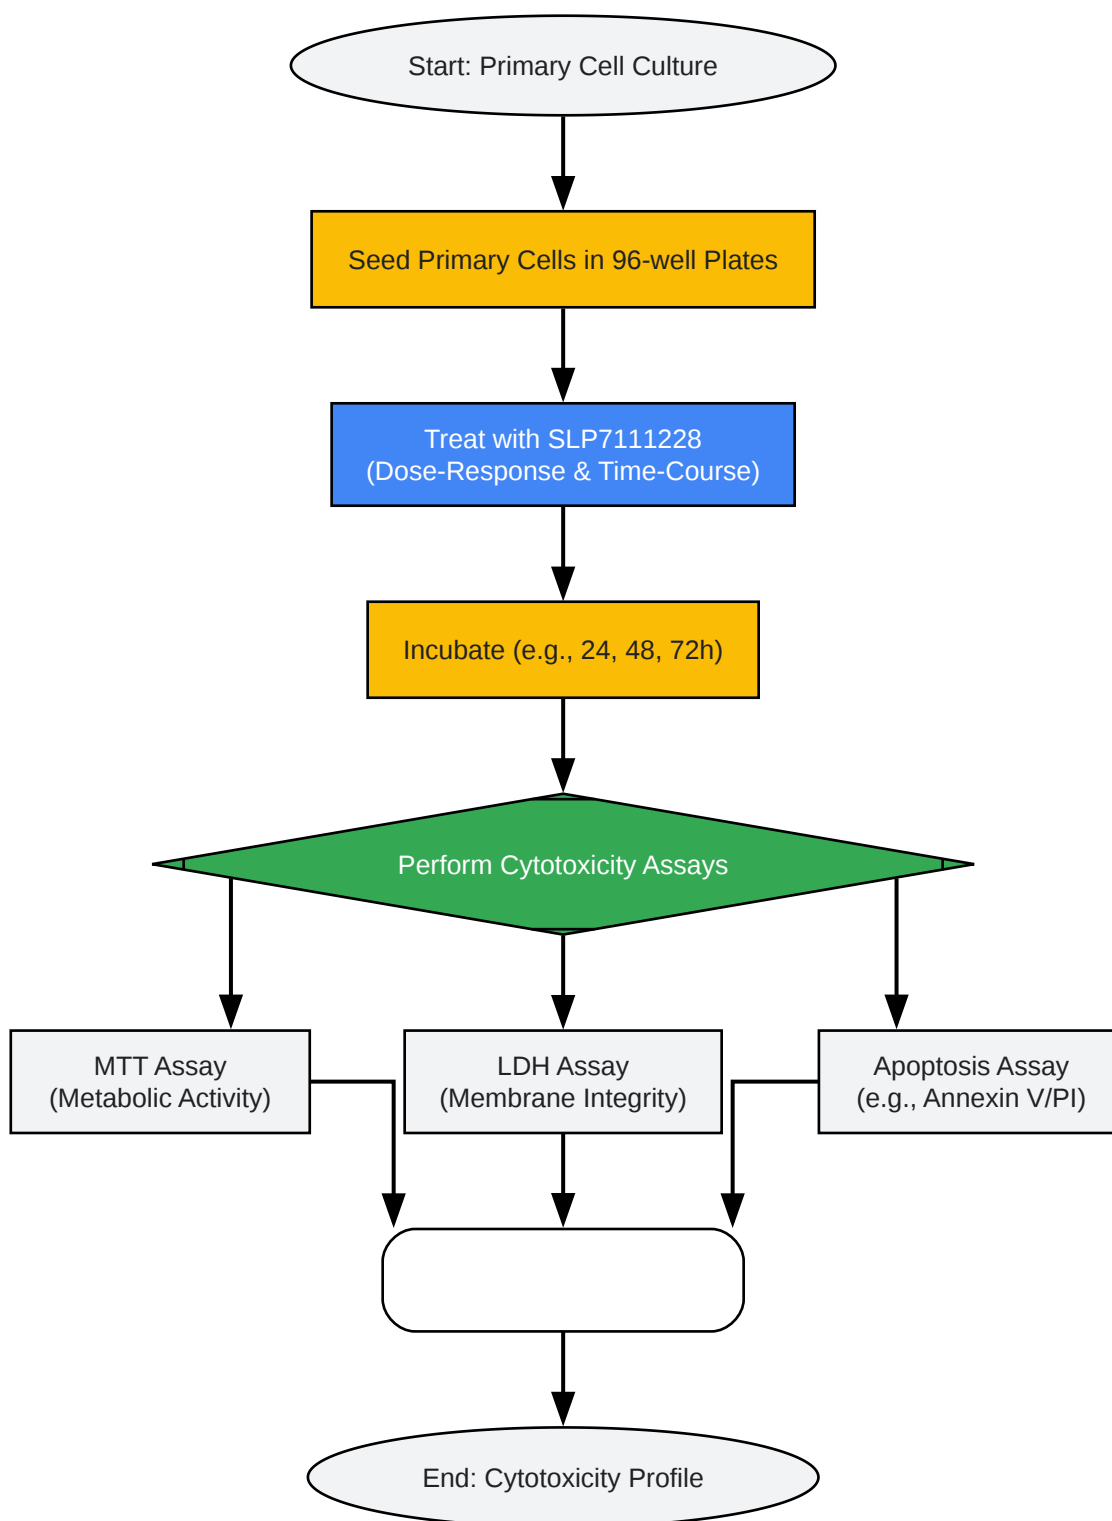 Start: Primary Cell Culture
Seed Primary Cells in 96-well Plates
Treat with SLP7111228
(Dose-Response & Time-Course)
Incubate (e.g., 24, 48, 72h)
Perform Cytotoxicity Assays
MTT Assay
(Metabolic Activity)
LDH Assay
(Membrane Integrity)
Apoptosis Assay
(e.g., Annexin V/PI)
End: Cytotoxicity Profile